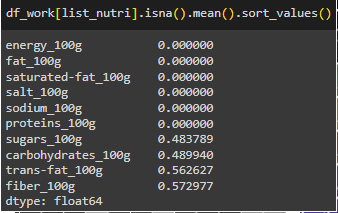 df_work[list_nutri].isna().mean().sort_values()
energy_100g 0.000000
fat_100g 0.000000
saturated-fat_100g 0.000000
salt_100g 0.000000
sodium_100g 0.000000
proteins_100g 0.000000
sugars_100g 0.483789
carbohydrates_100g 0.489940
trans-fat_100g 0.562627
fiber_100g 0.572977
dtype: float64